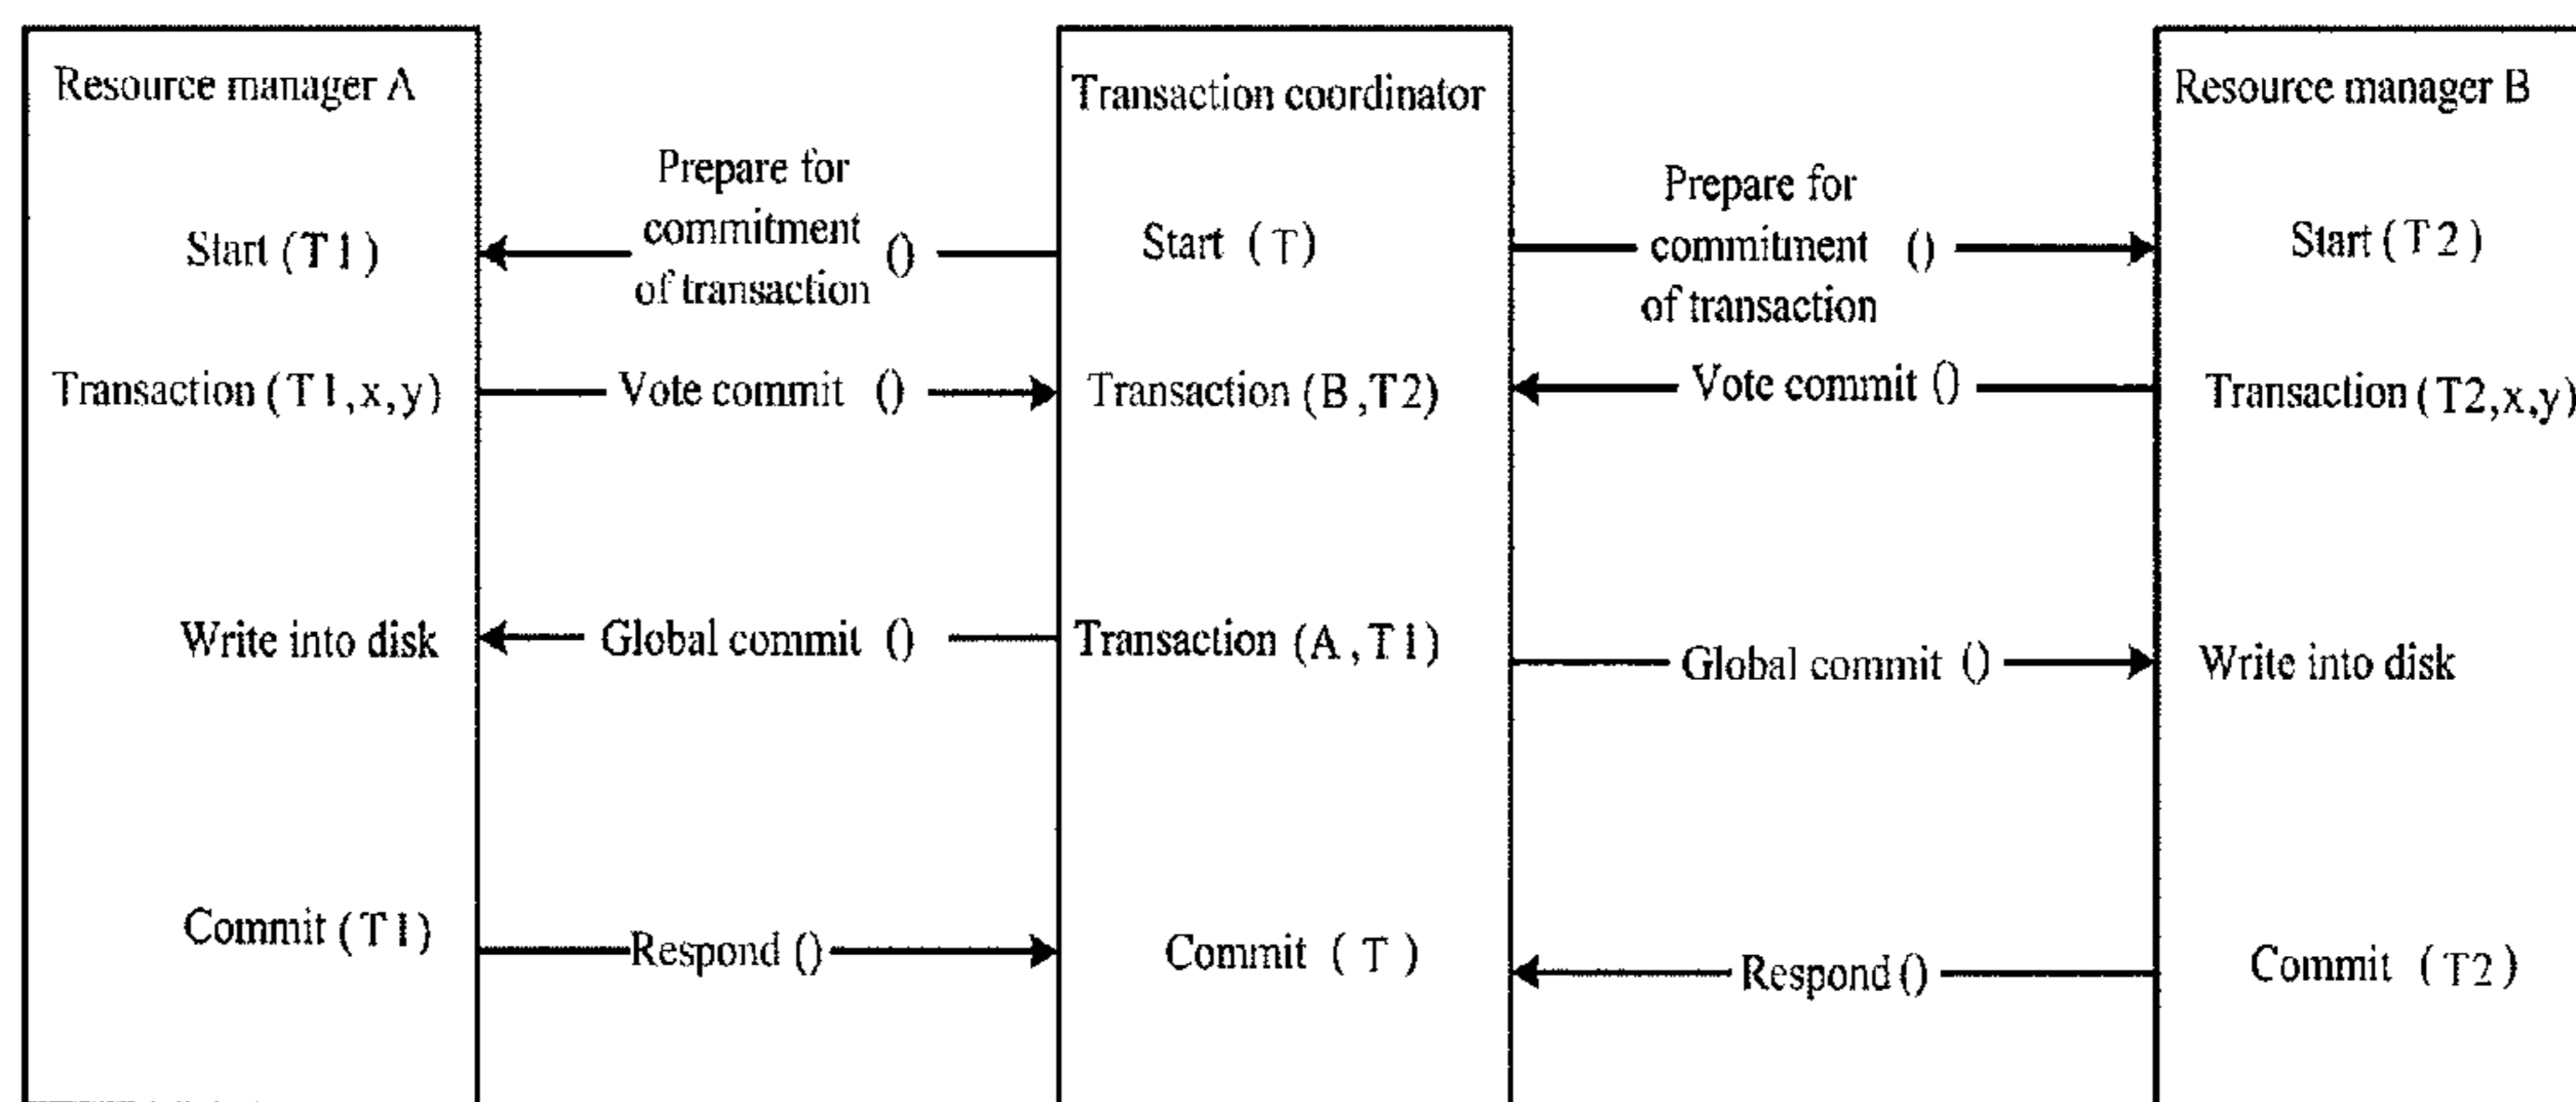 Resource manager A
Transaction coordinator
Resource manager B
Prepare for
commitment ()
of transaction
Prepare for
commitment ()
of transaction
Start (T1)
Start (T)
Start (T2)
Transaction (T1,x,y)
Vote commit ()
Transaction (B,T2)
Vote commit ()
Transaction (T2,x,y)
Write into disk
Global commit ()
Transaction (A,T1)
Global commit ()
Write into disk
Commit (T1)
Respond ()
Commit (T)
Respond ()
Commit (T2)